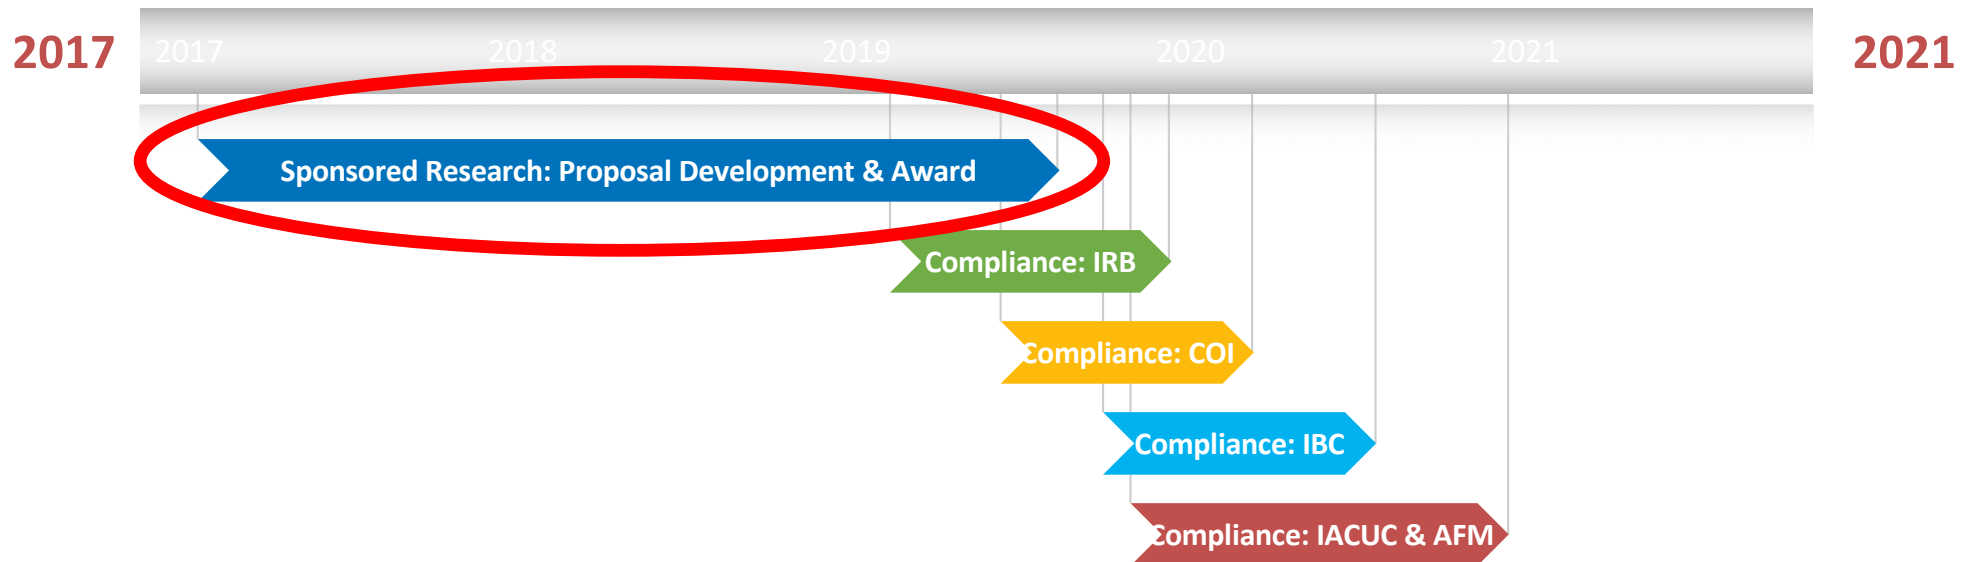 2017
2017 2018 2019 2020 2021
2021
Sponsored Research: Proposal Development & Award
Compliance: IRB
Compliance: COI
Compliance: IBC
Compliance: IACUC & AFM